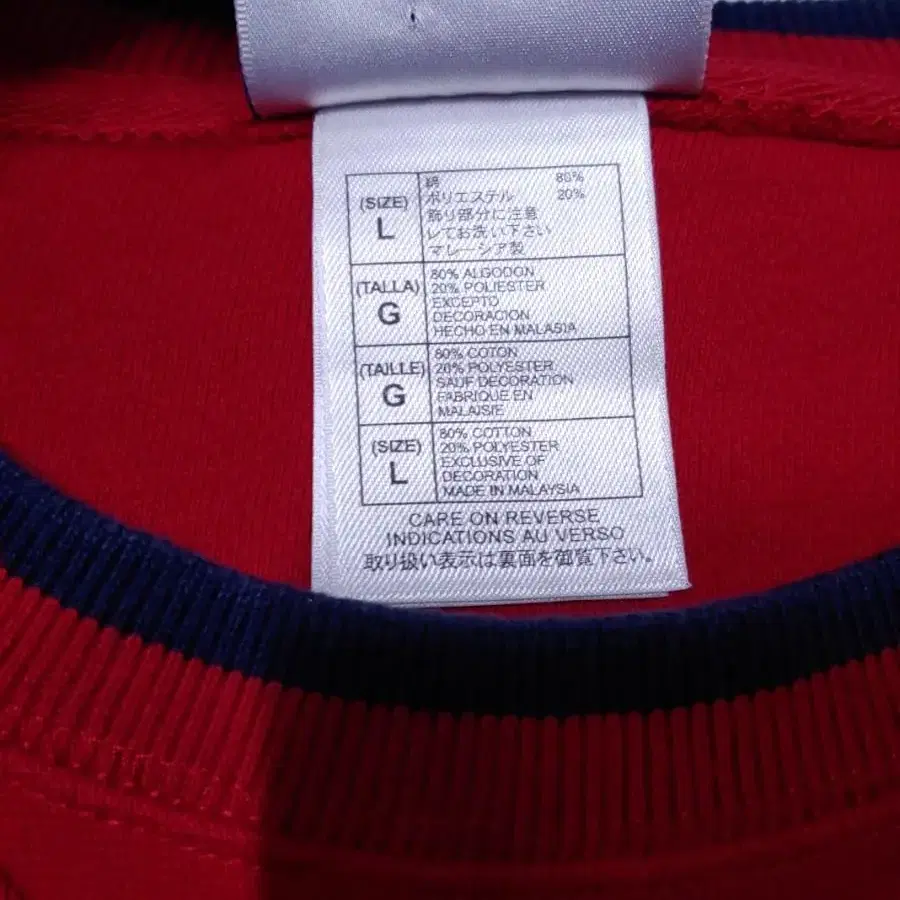 (SIZE)
L
綿 80%
ポリエステル 20%
飾り部分に注意
してお洗い下さい
マレーシア製
(TALLA)
G
80% ALGODON
20% POLIESTER
EXCEPTO
DECORACION
HECHO EN MALASIA
(TAILLE)
G
80% COTON
20% POLYESTER
SAUF DECORATION
FABRIQUE EN
MALAISIE
(SIZE)
L
80% COTTON
20% POLYESTER
EXCLUSIVE OF
DECORATION
MADE IN MALAYSIA
CARE ON REVERSE
INDICATIONS AU VERSO
取り扱い表示は裏面を御覧下さい。